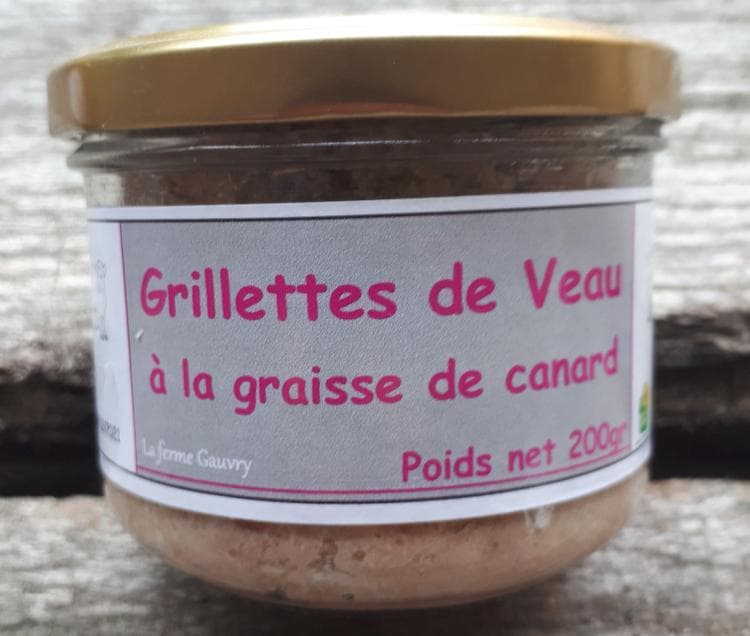 Grillettes de Veau
à la graisse de canard
La ferme Gauvry
Poids net 200gr